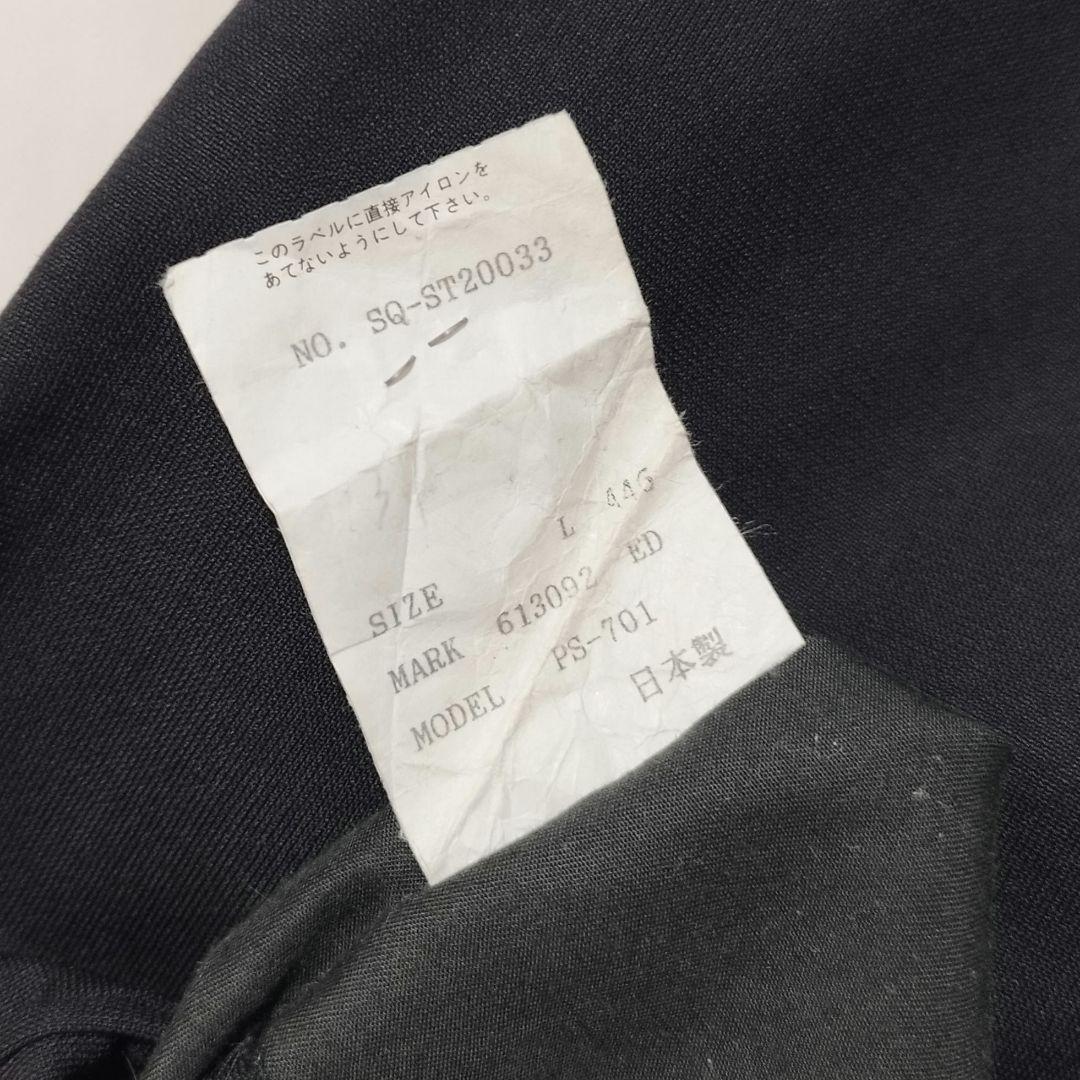 このラベルに直接アイロンを
あてないようにして下さい。
NO. SQ-ST20033
SIZE L 446
MARK 613092 ED
MODEL PS-701
日本製